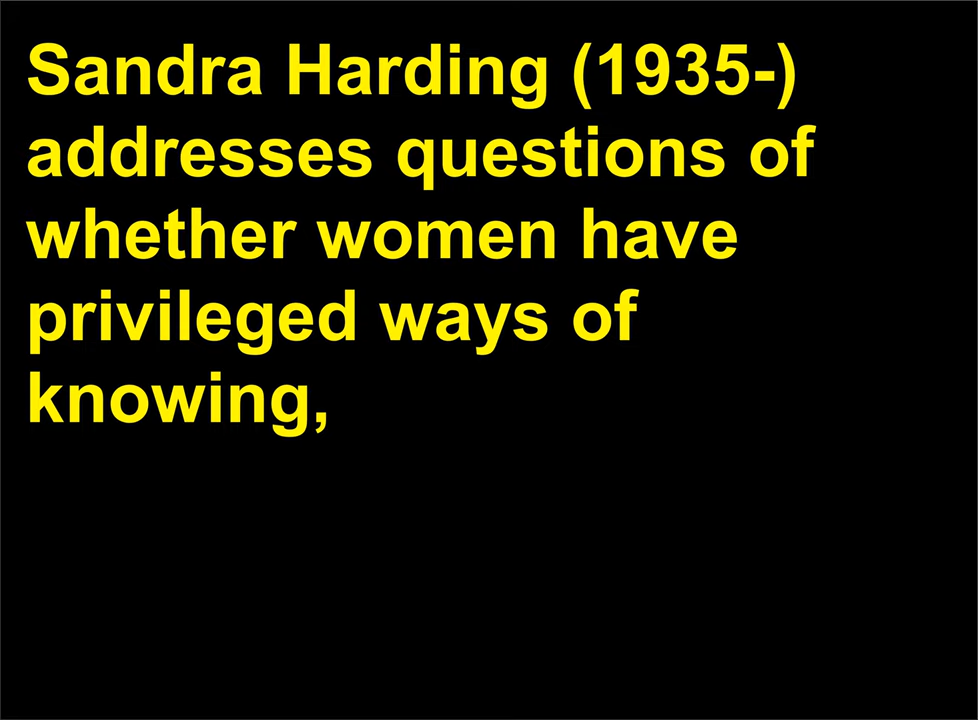 Sandra Harding (1935-)
addresses questions of
whether women have
privileged ways of
knowing,